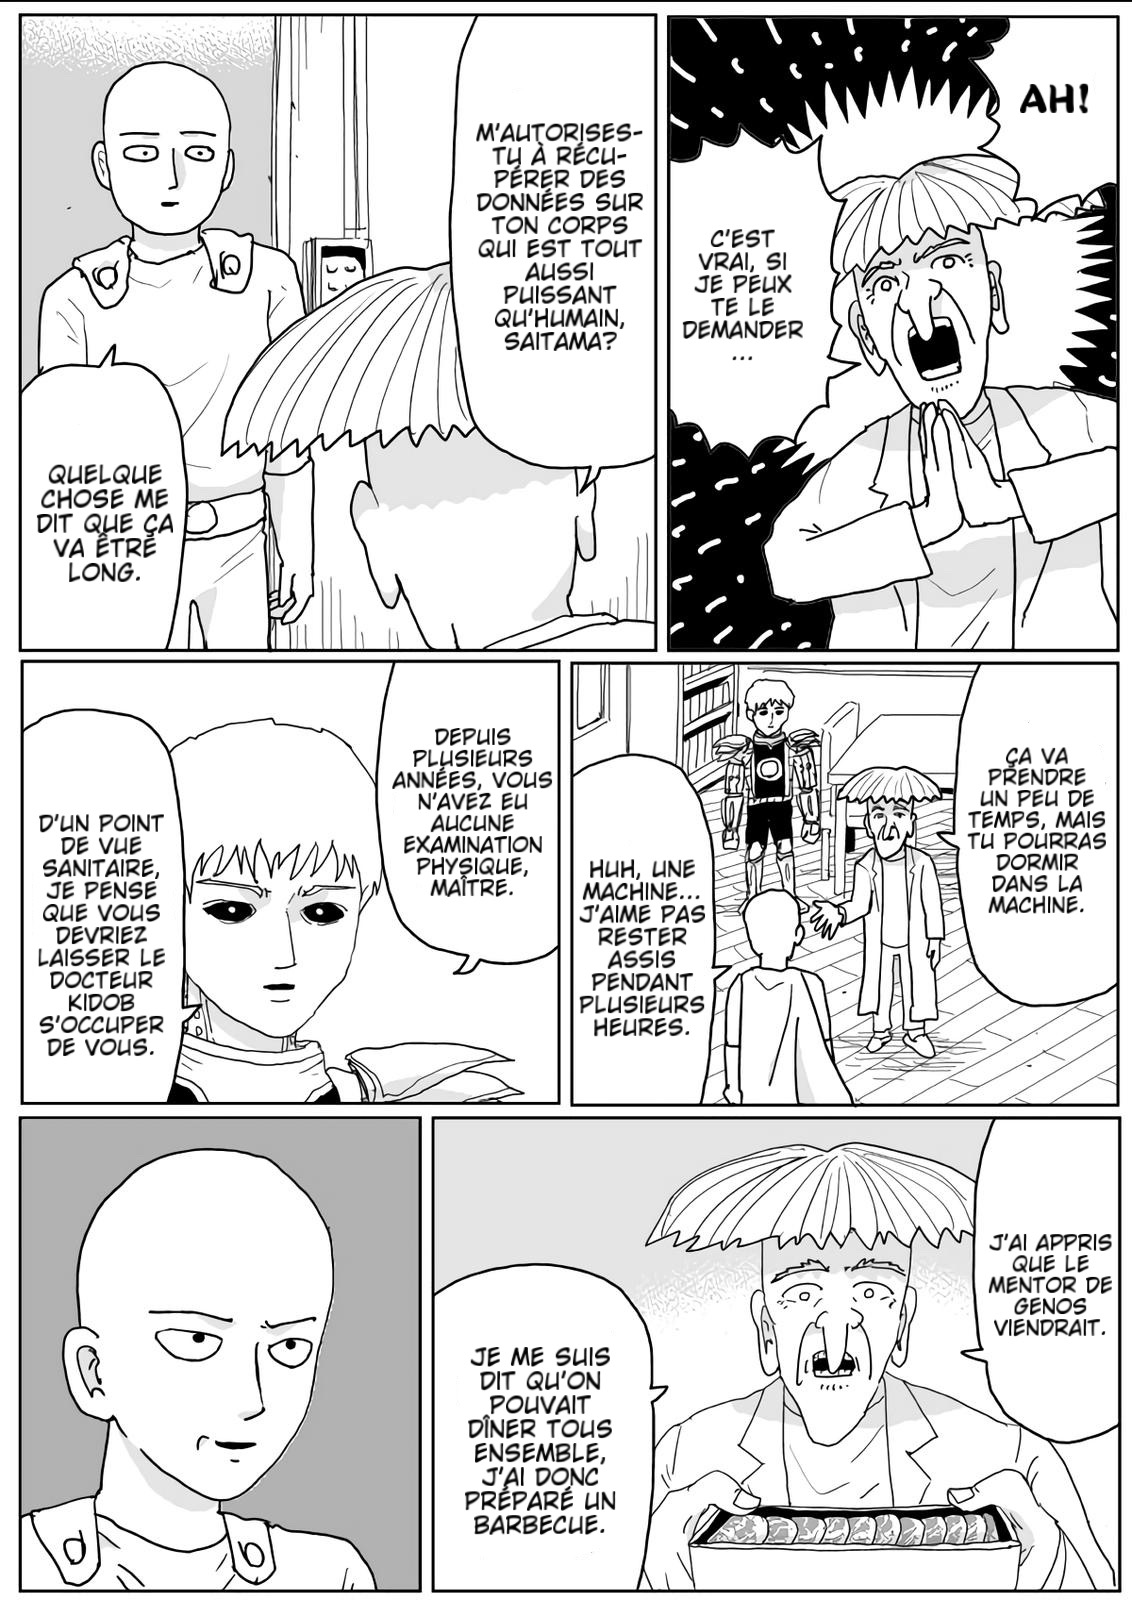 AH!
C'EST
VRAI, SI
JE PEUX
TE LE
DEMANDER
...
M'AUTORISES-
TU À RÉCU-
PÉRER DES
DONNÉES SUR
TON CORPS
QUI EST TOUT
AUSSI
PUISSANT
QU'HUMAIN,
SAITAMA?
QUELQUE
CHOSE ME
DIT QUE ÇA
VA ÊTRE
LONG.
ÇA VA
PRENDRE
UN PEU DE
TEMPS, MAIS
TU POURRAS
DORMIR
DANS LA
MACHINE.
HUH, UNE
MACHINE...
J'AIME PAS
RESTER
ASSIS
PENDANT
PLUSIEURS
HEURES.
DEPUIS
PLUSIEURS
ANNÉES, VOUS
N'AVEZ EU
AUCUNE
EXAMINATION
PHYSIQUE,
MAÎTRE.
D'UN POINT
DE VUE
SANITAIRE,
JE PENSE
QUE VOUS
DEVRIEZ
LAISSER LE
DOCTEUR
KIDOB
S'OCCUPER
DE VOUS.
J'AI APPRIS
QUE LE
MENTOR DE
GENOS
VIENDRAIT.
JE ME SUIS
DIT QU'ON
POUVAIT
DÎNER TOUS
ENSEMBLE,
J'AI DONC
PRÉPARÉ UN
BARBECUE.